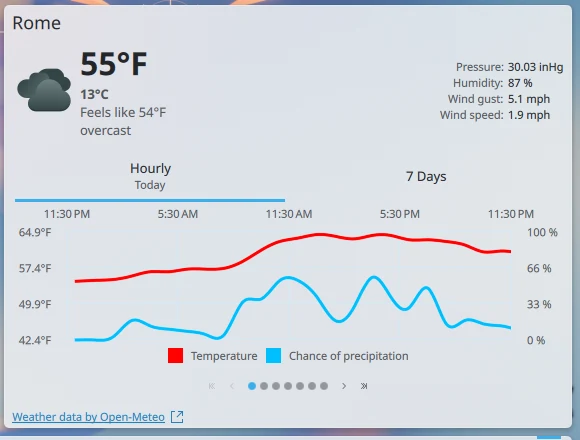 Rome
55°F
13°C
Feels like 54°F
overcast
Pressure: 30.03 inHg
Humidity: 87 %
Wind gust: 5.1 mph
Wind speed: 1.9 mph
Hourly
Today
7 Days
11:30 PM 5:30 AM 11:30 AM 5:30 PM 11:30 PM
64.9°F 100 %
57.4°F 66 %
49.9°F 33 %
42.4°F 0 %
Temperature Chance of precipitation
Weather data by Open-Meteo